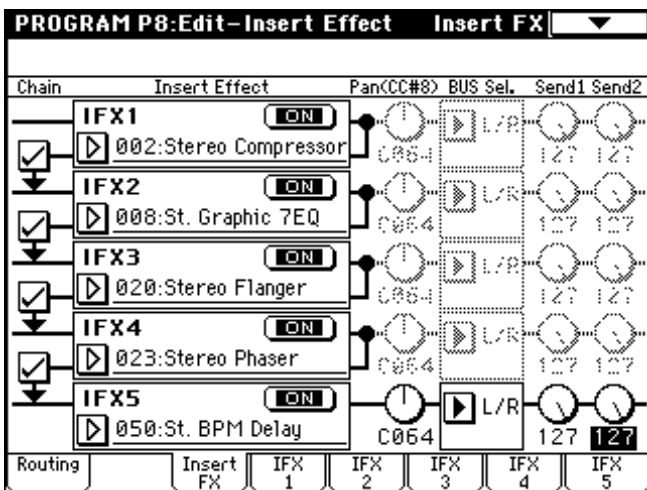 PROGRAM P8:Edit-Insert Effect Insert FX
Chain Insert Effect Pan(CC#8) BUS Sel. Send1 Send2
IFX1 ON
002:Stereo Compressor C064 L/R 127 127
IFX2 ON
008:St. Graphic 7EQ C064 L/R 127 127
IFX3 ON
020:Stereo Flanger C064 L/R 127 127
IFX4 ON
023:Stereo Phaser C064 L/R 127 127
IFX5 ON
050:St. BPM Delay C064 L/R 127 127
Routing Insert FX IFX 1 IFX 2 IFX 3 IFX 4 IFX 5